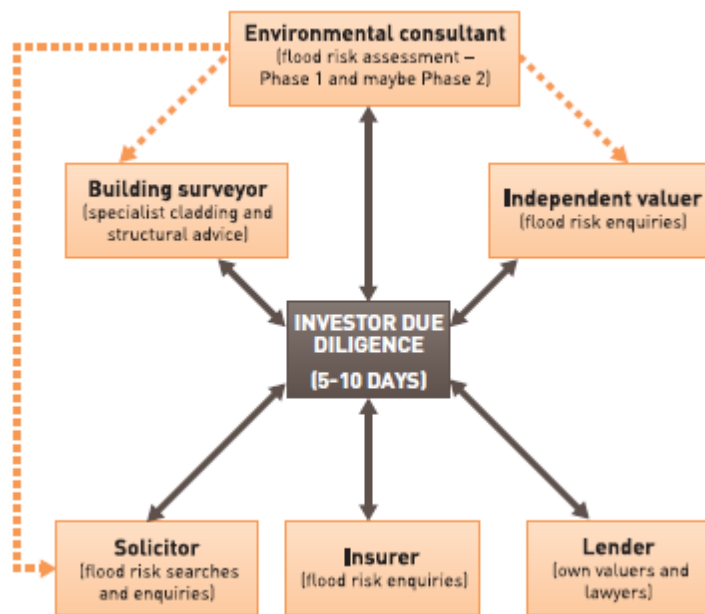 Environmental consultant
(flood risk assessment –
Phase 1 and maybe Phase 2)
Building surveyor
(specialist cladding and
structural advice)
Independent valuer
(flood risk enquiries)
INVESTOR DUE
DILIGENCE
(5-10 DAYS)
Solicitor
(flood risk searches
and enquiries)
Insurer
(flood risk enquiries)
Lender
(own valuers and
lawyers)